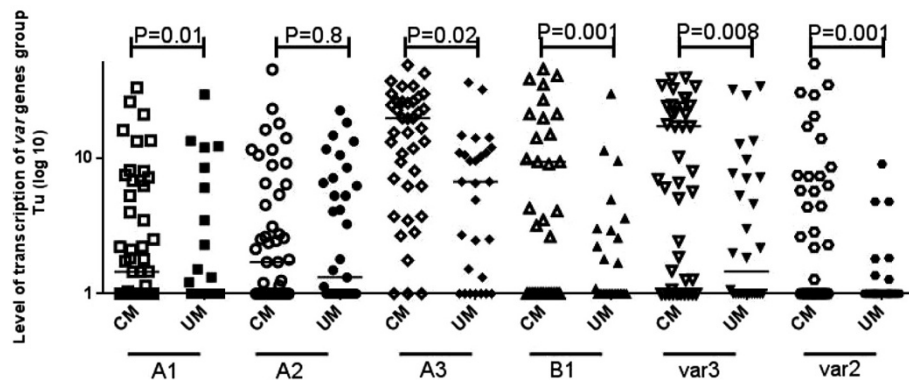 P=0.01 P=0.8 P=0.02 P=0.001 P=0.008 P=0.001
Level of transcription of var genes group
Tu (log 10)
10
1
CM UM CM UM CM UM CM UM CM UM CM UM
A1 A2 A3 B1 var3 var2